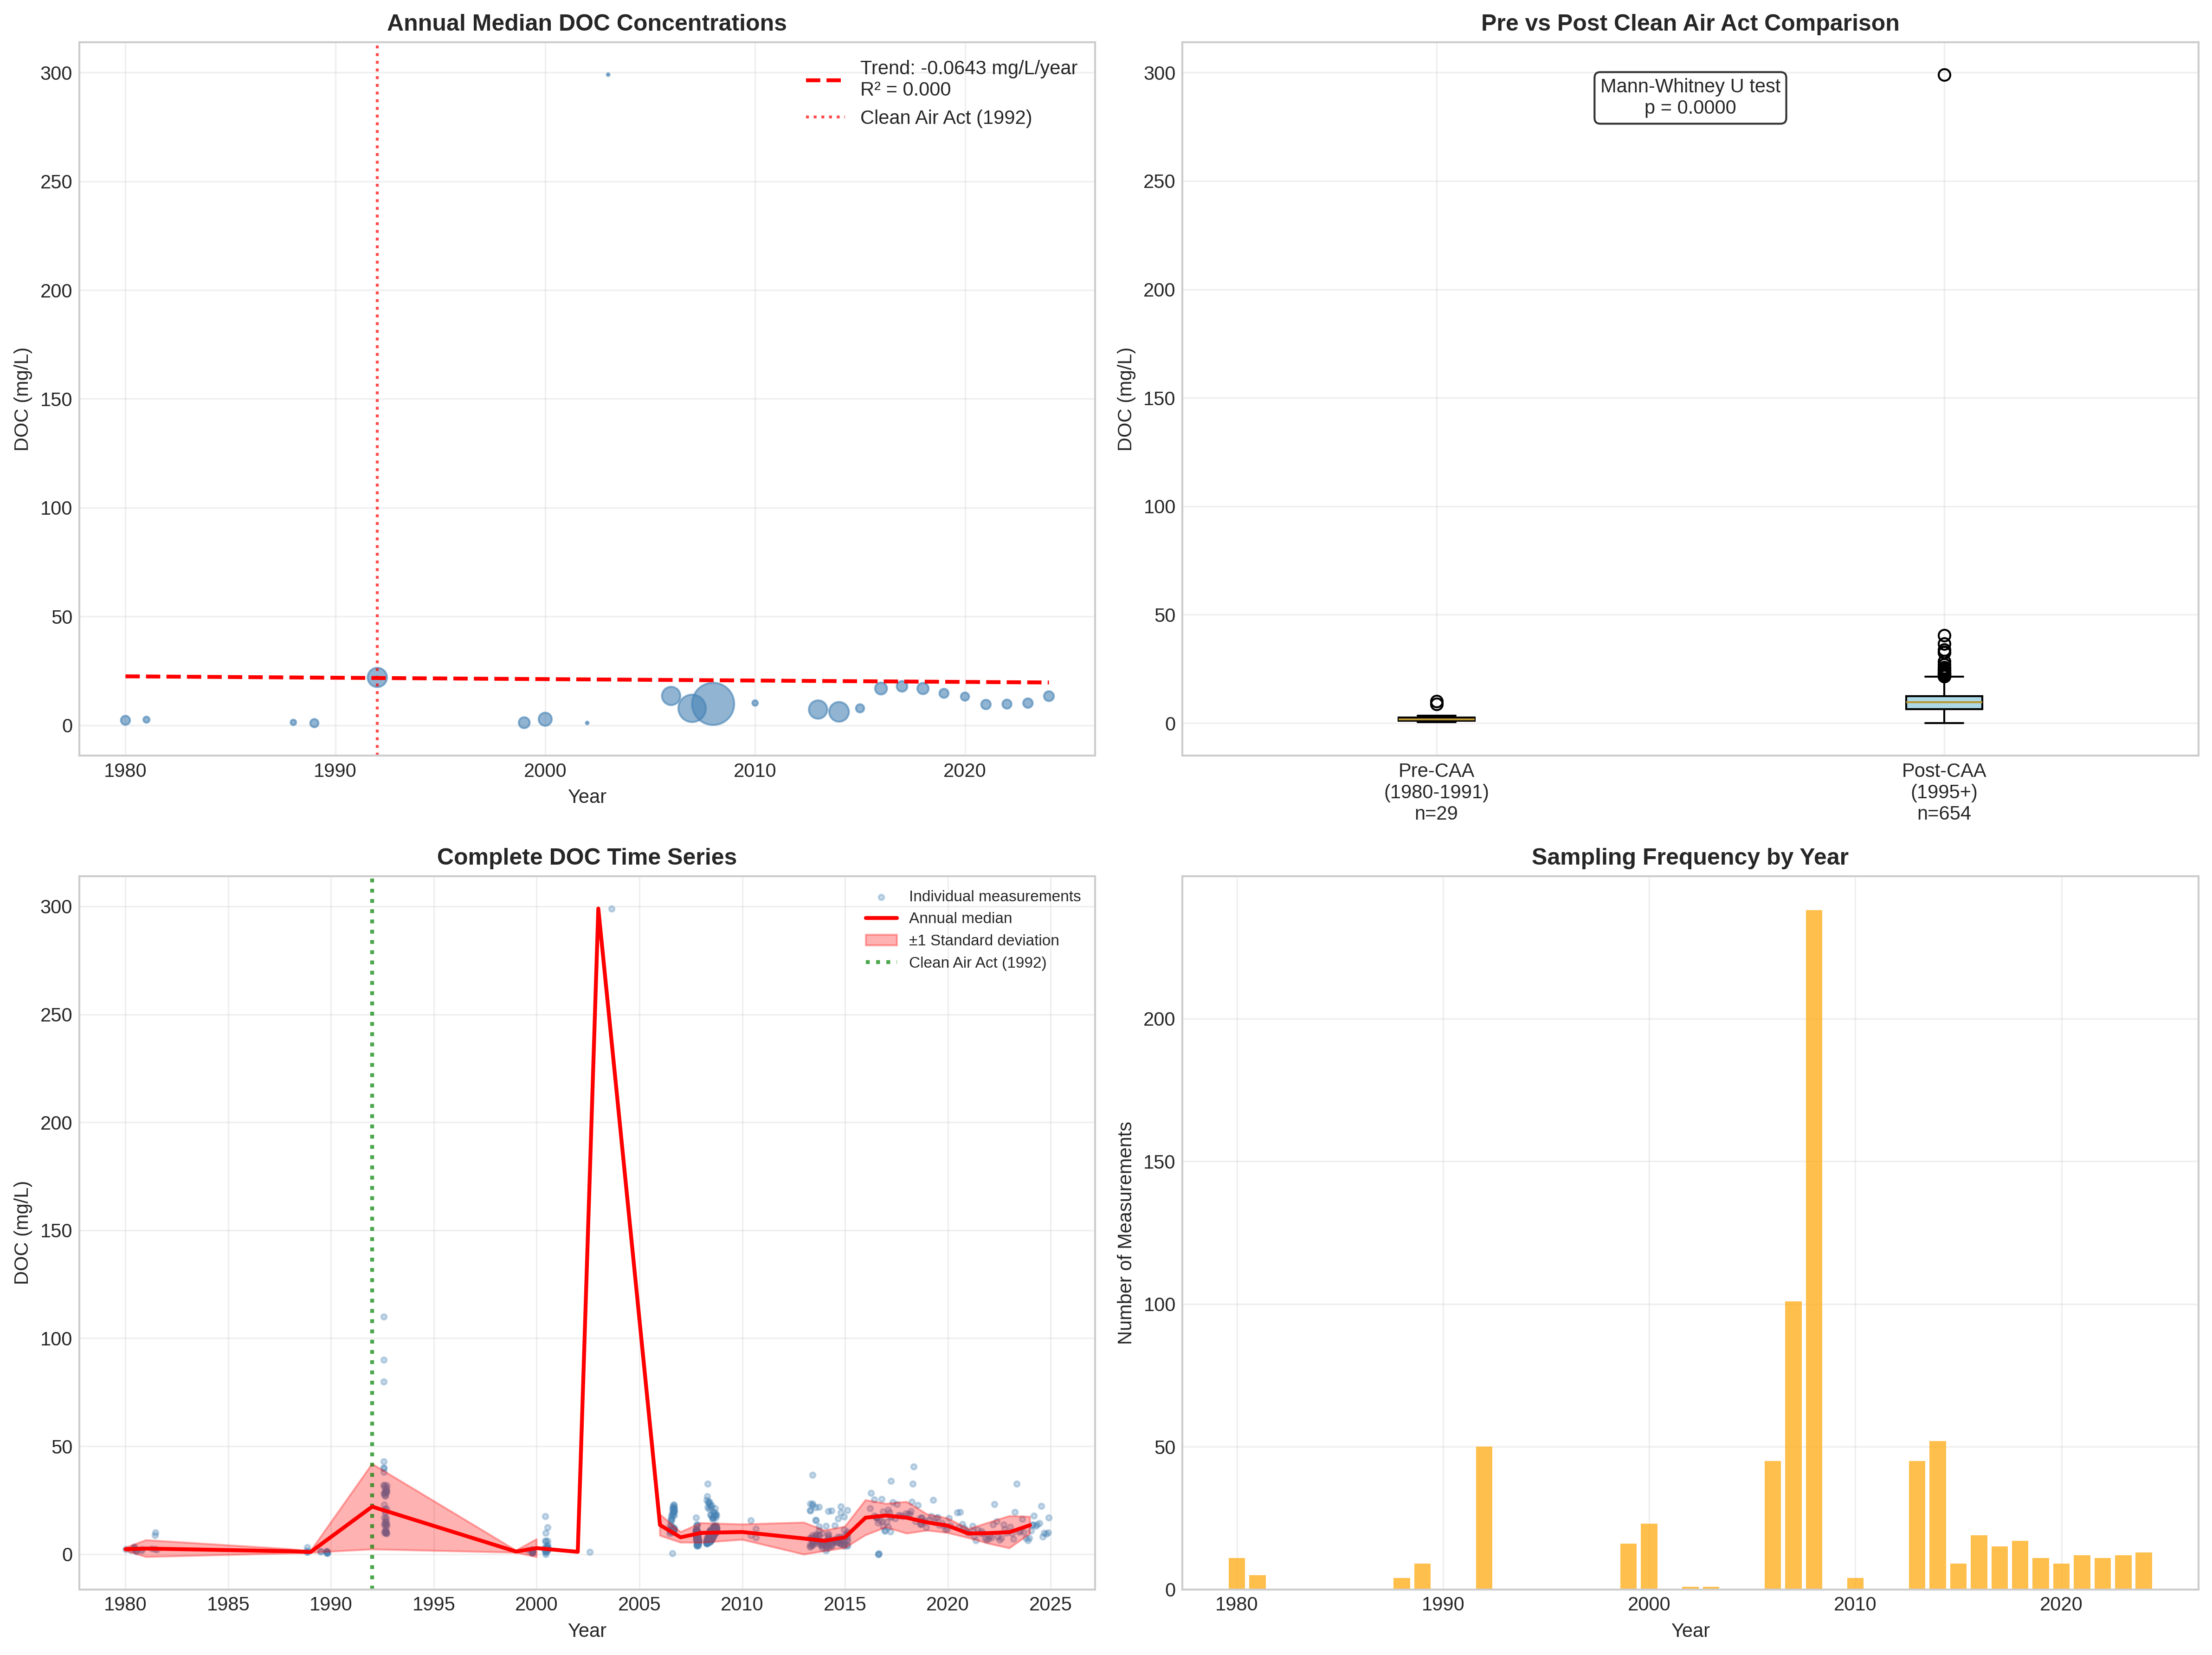 Annual Median DOC Concentrations
DOC (mg/L)
300
250
200
150
100
50
0
Trend: -0.0643 mg/L/year
R² = 0.000
Clean Air Act (1992)
1980
1990
2000
2010
2020
Year
Pre vs Post Clean Air Act Comparison
DOC (mg/L)
300
250
200
150
100
50
0
Mann-Whitney U test
p = 0.0000
Pre-CAA
(1980-1991)
n=29
Post-CAA
(1995+)
n=654
Complete DOC Time Series
DOC (mg/L)
300
250
200
150
100
50
0
Individual measurements
Annual median
±1 Standard deviation
Clean Air Act (1992)
1980
1985
1990
1995
2000
2005
2010
2015
2020
2025
Year
Sampling Frequency by Year
Number of Measurements
200
150
100
50
0
1980
1990
2000
2010
2020
Year